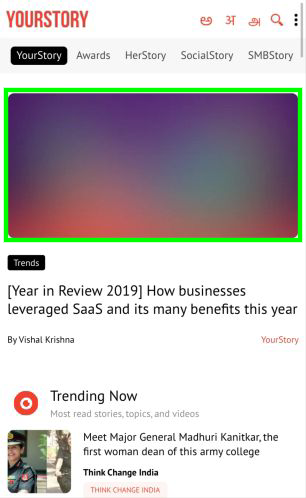 YOURSTORY
ಅ अ அ
YourStory Awards HerStory SocialStory SMBStory
Trends
[Year in Review 2019] How businesses
leveraged SaaS and its many benefits this year
By Vishal Krishna YourStory
Trending Now
Most read stories, topics, and videos
Meet Major General Madhuri Kanitkar, the
first woman dean of this army college
Think Change India
THINK CHANGE INDIA